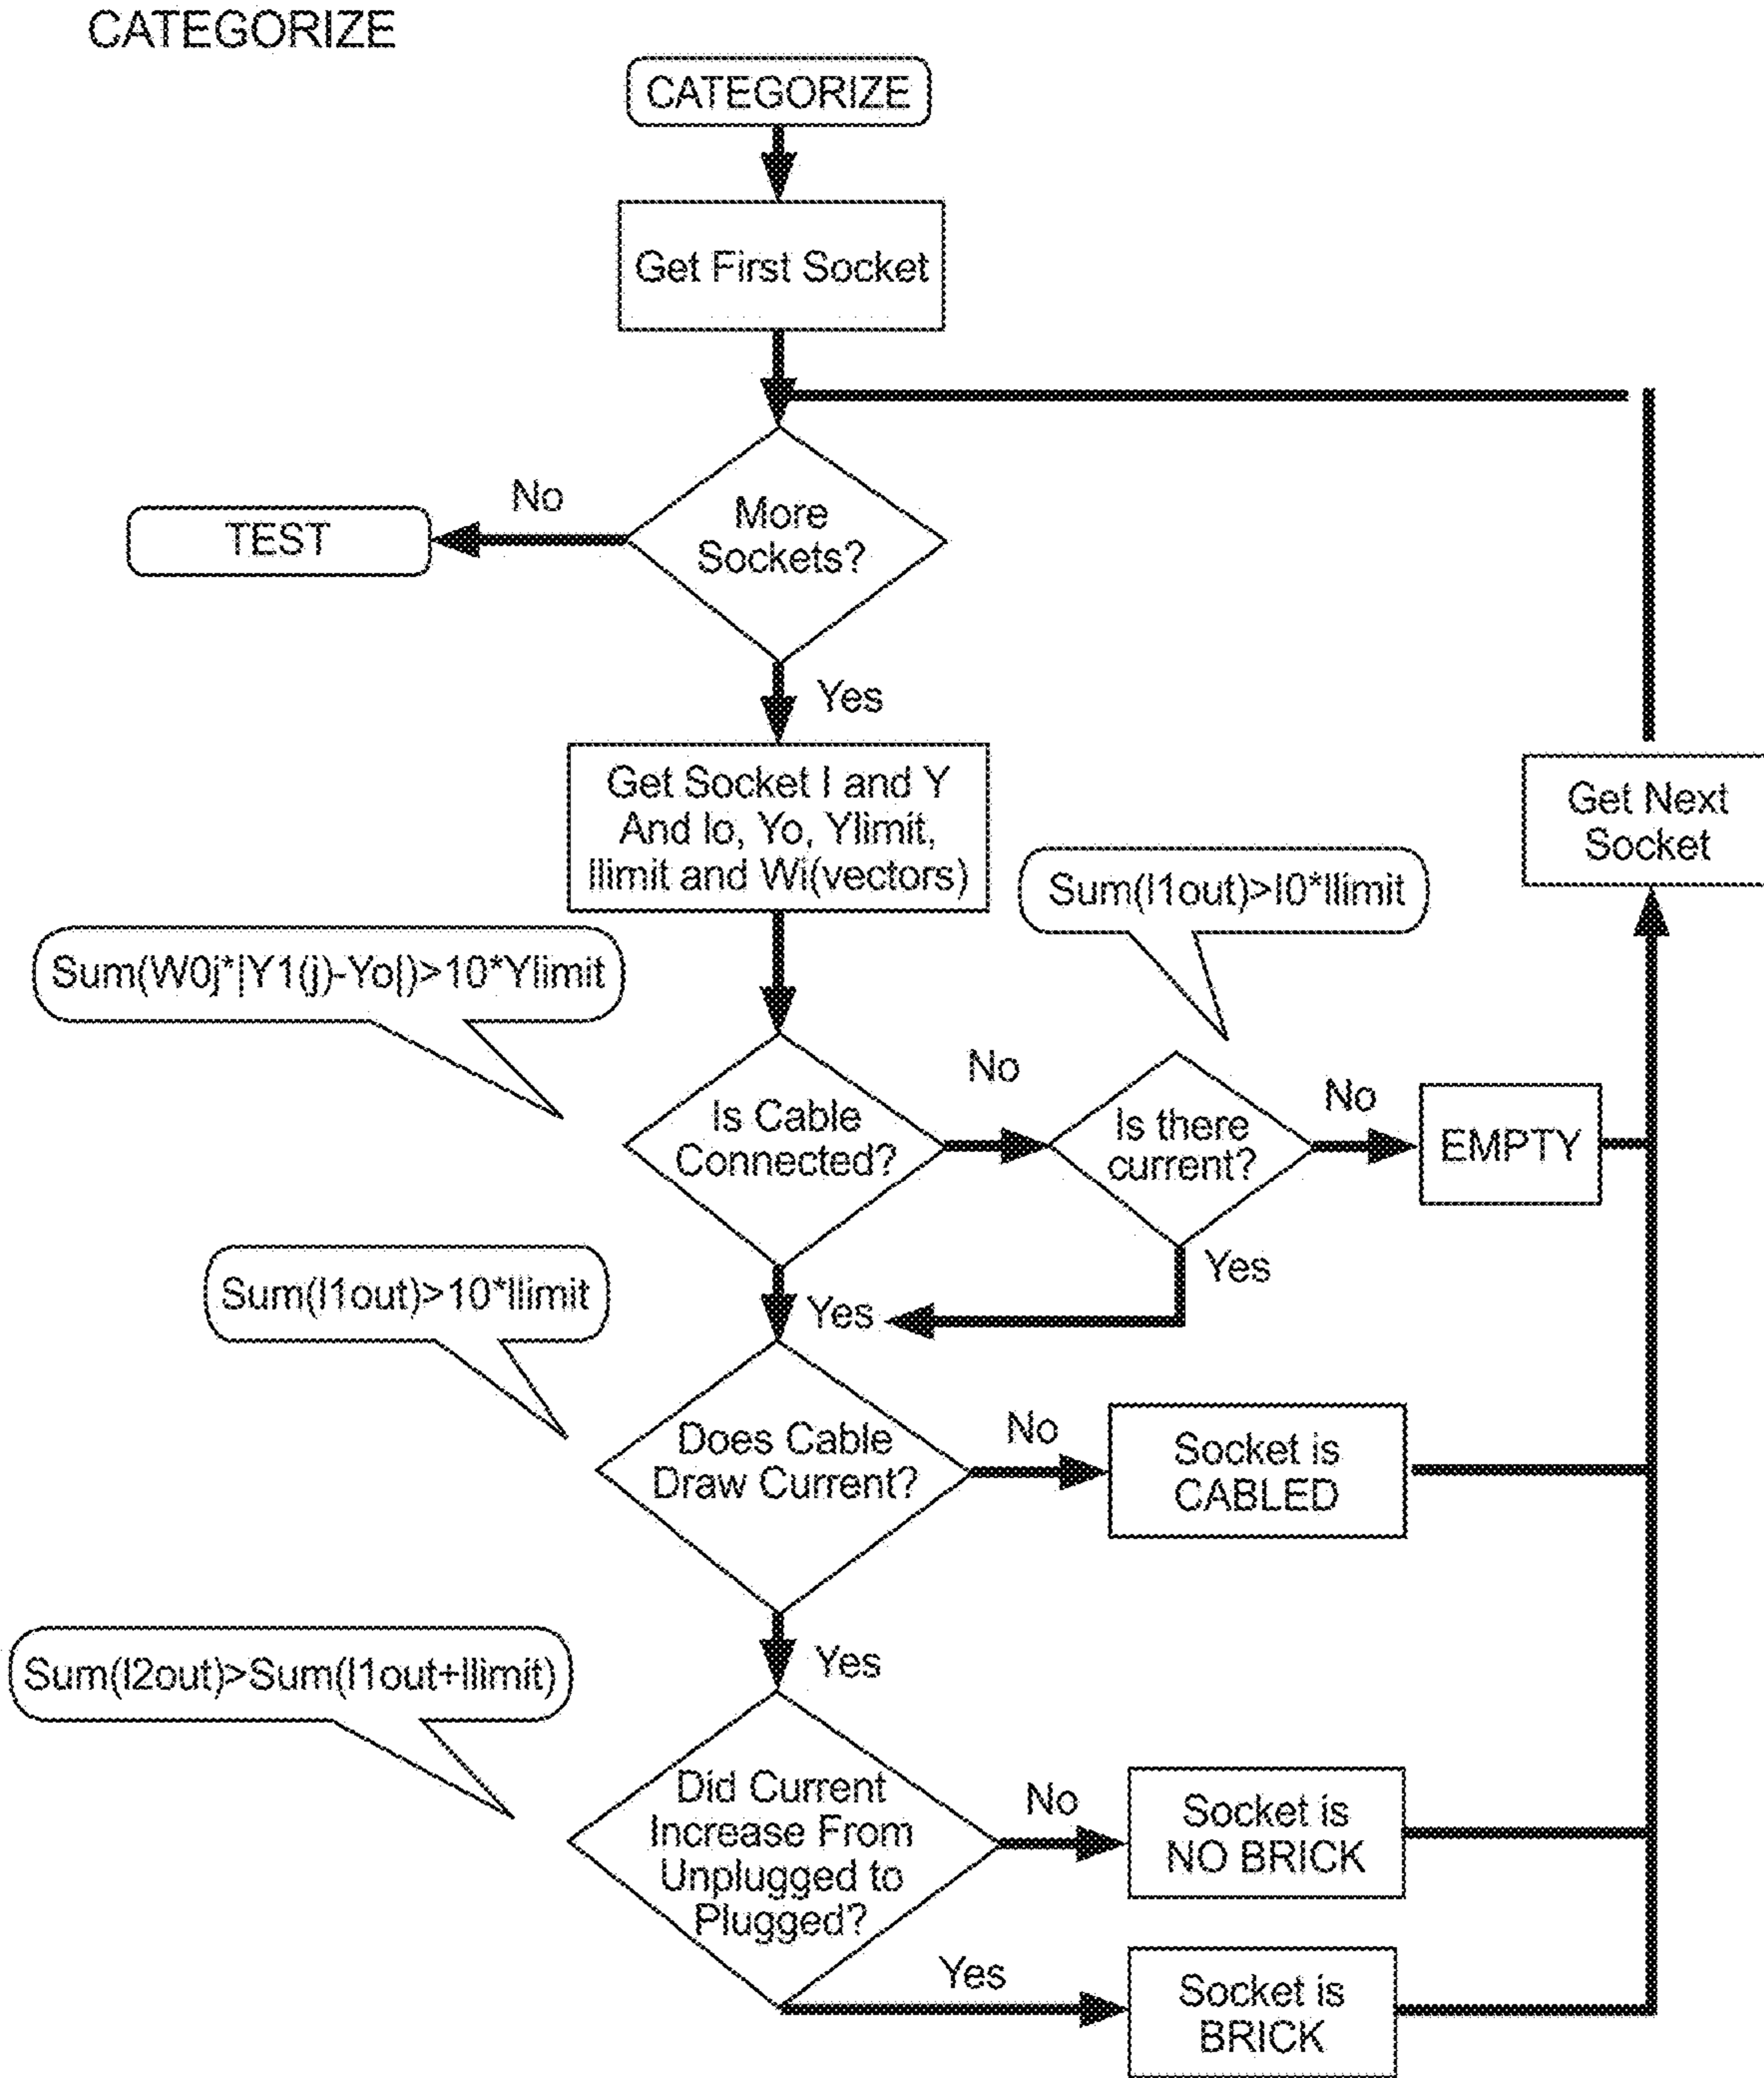 CATEGORIZE
CATEGORIZE
Get First Socket
More
Sockets?
No
TEST
Yes
Get Socket I and Y
And Io, Yo, Ylimit,
Ilimit and Wi(vectors)
Get Next
Socket
Sum(I1out)>I0*Ilimit
Sum(W0j*|Y1(j)-Yo|)>10*Ylimit
Is Cable
Connected?
No
Is there
current?
No
EMPTY
Yes
Yes
Sum(I1out)>10*Ilimit
Does Cable
Draw Current?
No
Socket is
CABLED
Yes
Sum(I2out)>Sum(I1out+Ilimit)
Did Current
Increase From
Unplugged to
Plugged?
No
Socket is
NO BRICK
Yes
Socket is
BRICK